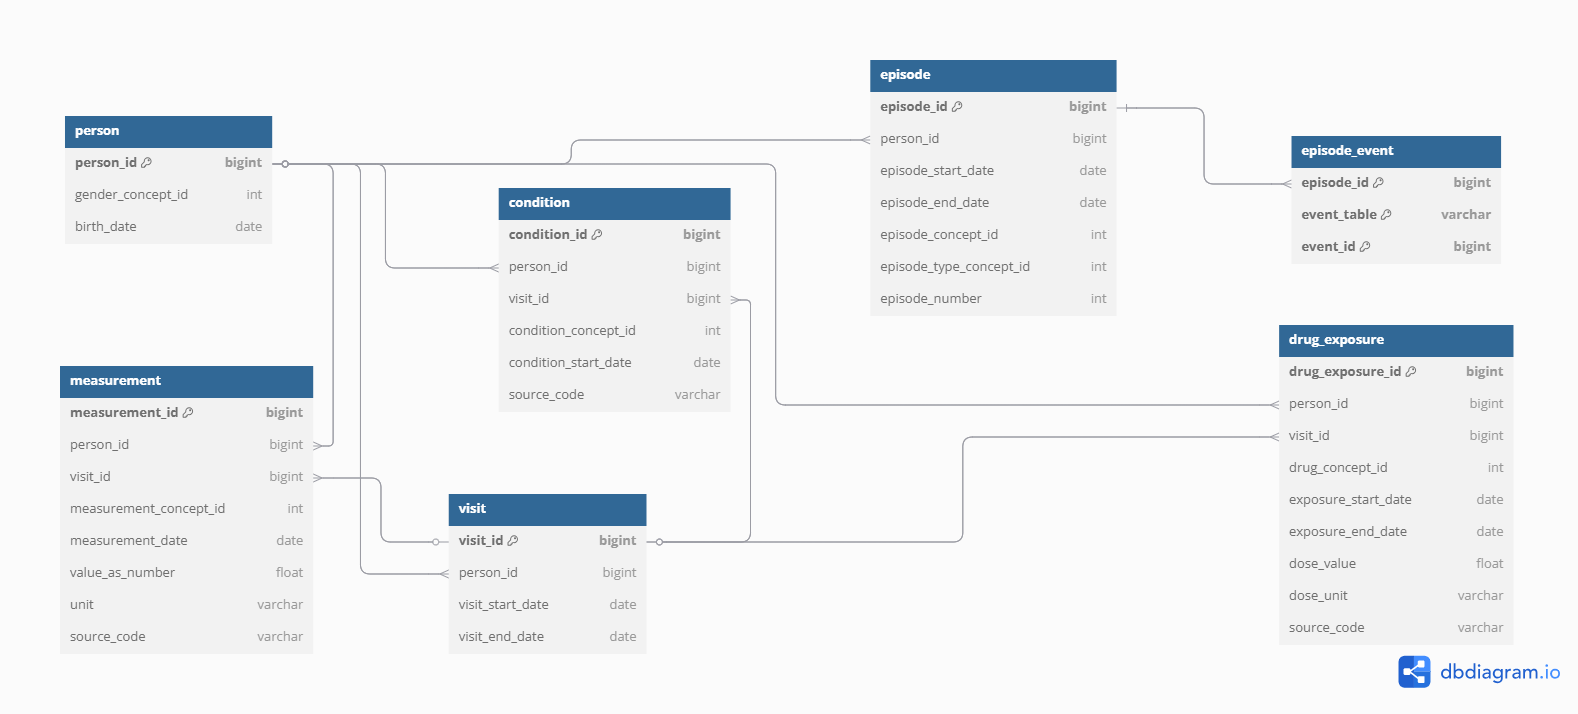 person
person_id bigint
gender_concept_id int
birth_date date
condition
condition_id bigint
person_id bigint
visit_id bigint
condition_concept_id int
condition_start_date date
source_code varchar
episode
episode_id bigint
person_id bigint
episode_start_date date
episode_end_date date
episode_concept_id int
episode_type_concept_id int
episode_number int
episode_event
episode_id bigint
event_table varchar
event_id bigint
measurement
measurement_id bigint
person_id bigint
visit_id bigint
measurement_concept_id int
measurement_date date
value_as_number float
unit varchar
source_code varchar
visit
visit_id bigint
person_id bigint
visit_start_date date
visit_end_date date
drug_exposure
drug_exposure_id bigint
person_id bigint
visit_id bigint
drug_concept_id int
exposure_start_date date
exposure_end_date date
dose_value float
dose_unit varchar
source_code varchar
dbdiagram.io